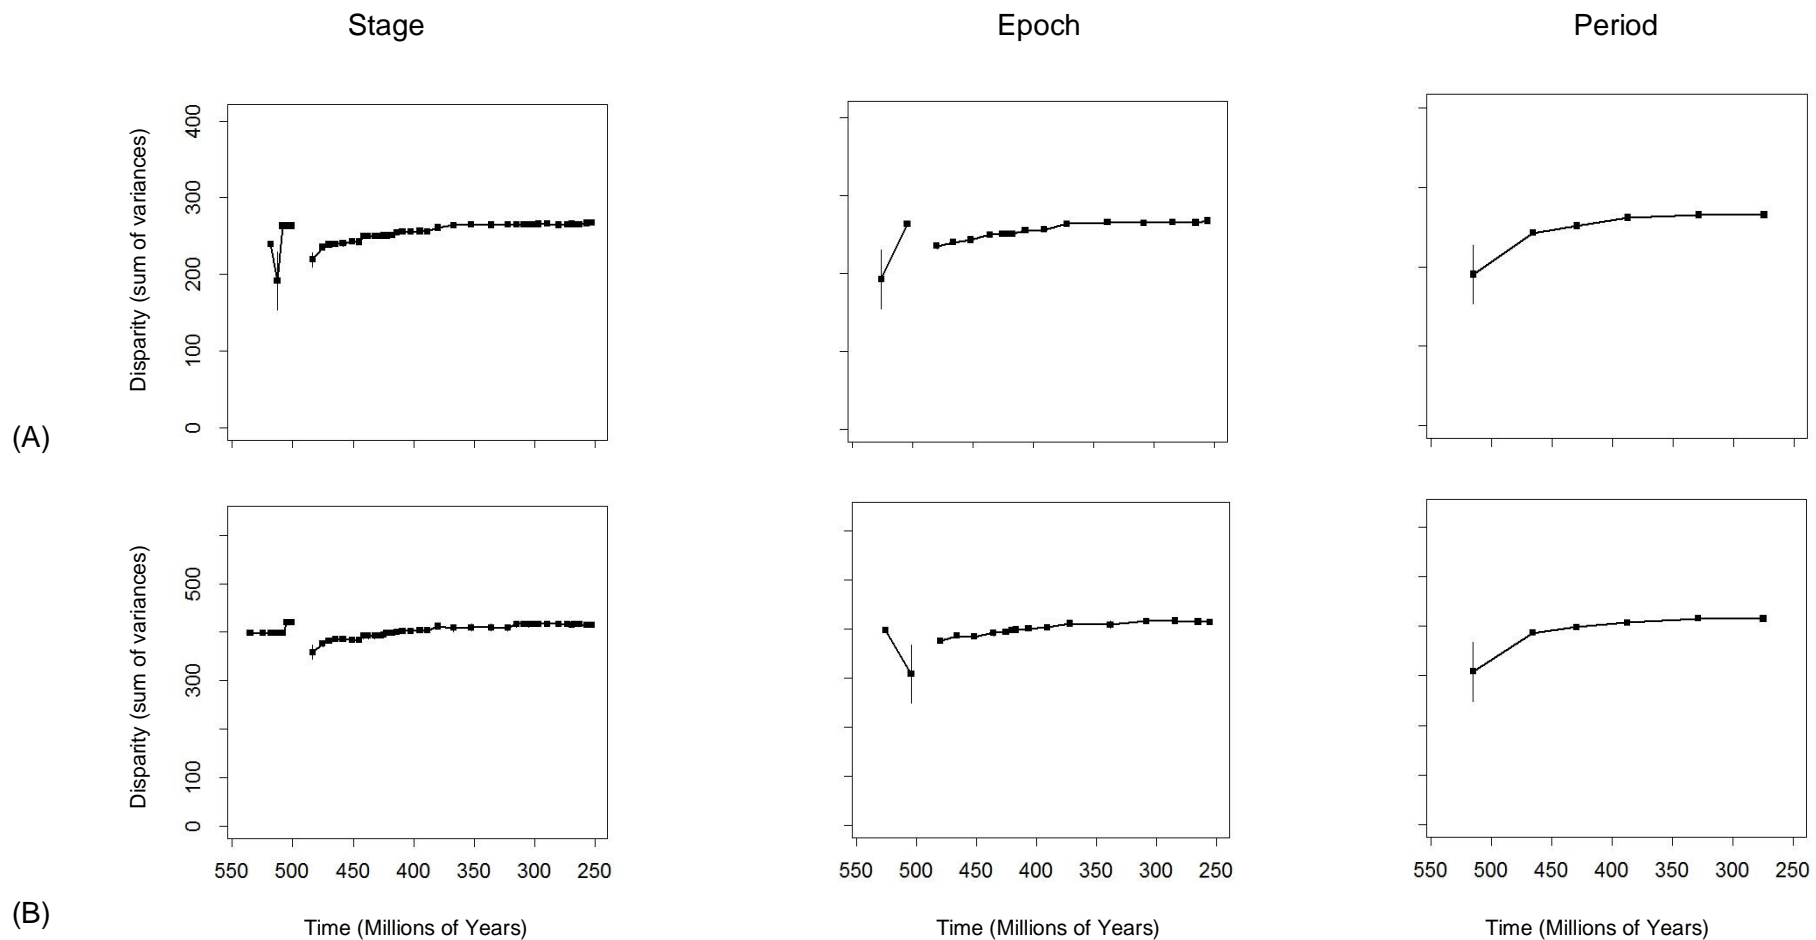 Stage Epoch Period
Disparity (sum of variances)
400
300
200
100
0
(A)
Disparity (sum of variances)
500
300
100
0
550 500 450 400 350 300 250 550 500 450 400 350 300 250 550 500 450 400 350 300 250
(B)
Time (Millions of Years) Time (Millions of Years) Time (Millions of Years)